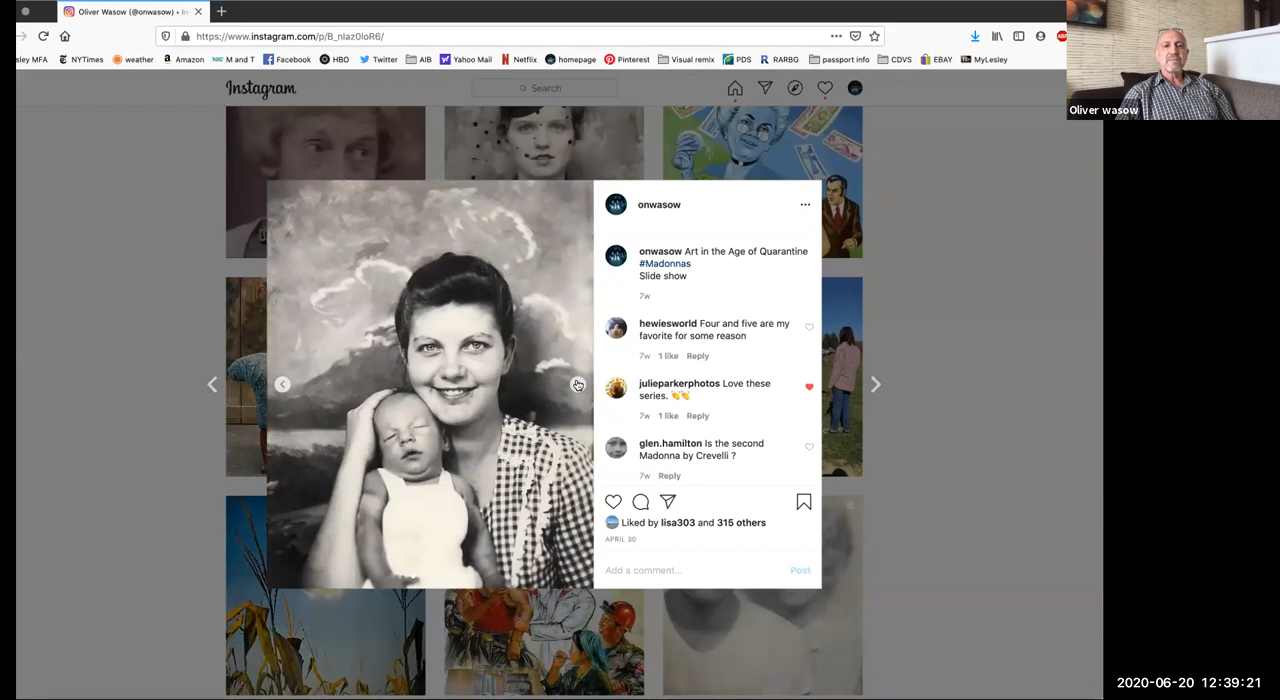 Oliver Wasow (@onwasow) • In
https://www.instagram.com/p/B_nIaz0loR6/
sley MFA NYTimes weather Amazon M and T Facebook HBO Twitter AIB Yahoo Mail Netflix homepage Pinterest Visual remix PDS RARBG passport info CDVS EBAY MyLesley
Oliver wasow
Instagram
Search
onwasow
onwasow Art in the Age of Quarantine
#Madonnas
Slide show
7w
hewiesworld Four and five are my
favorite for some reason
7w 1 like Reply
julieparkerphotos Love these
series. 👏👏
7w 1 like Reply
glen.hamilton Is the second
Madonna by Crevelli ?
7w Reply
Liked by lisa303 and 315 others
APRIL 30
Add a comment... Post
2020-06-20 12:39:21